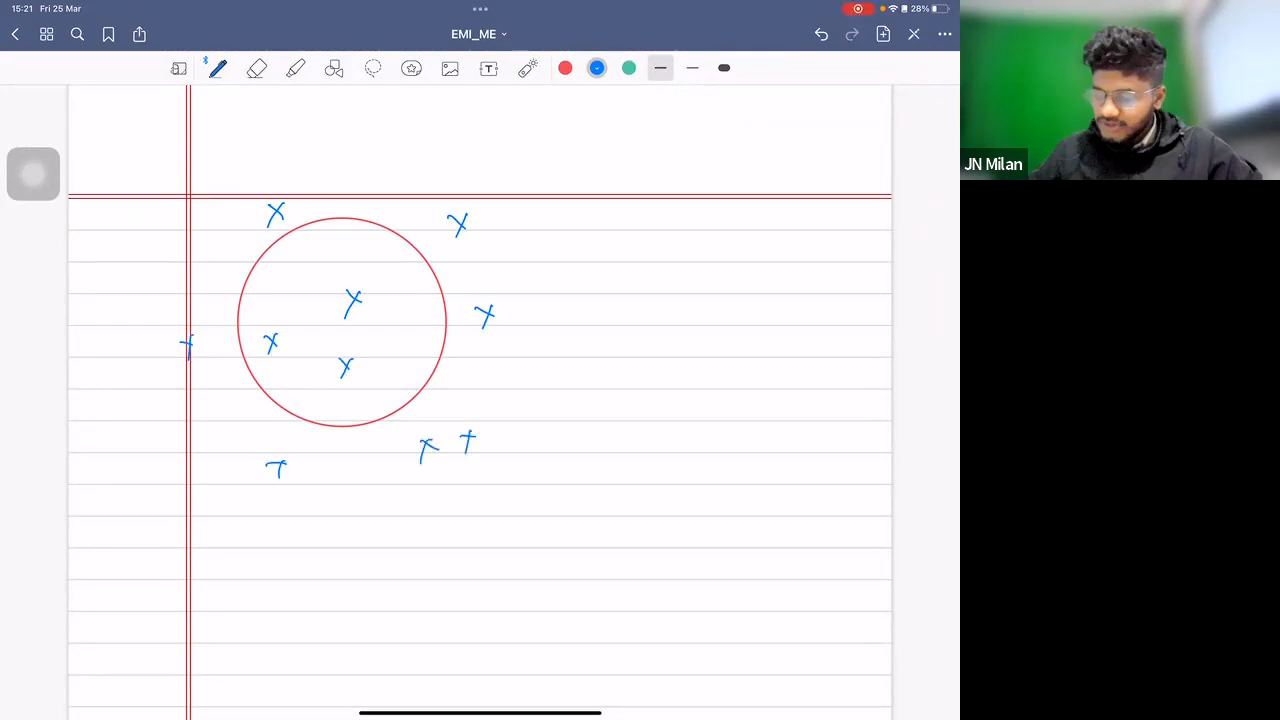 15:21 Fri 25 Mar
28%
EMI_ME
T
JN Milan
x x
x
x
x x
x
x +